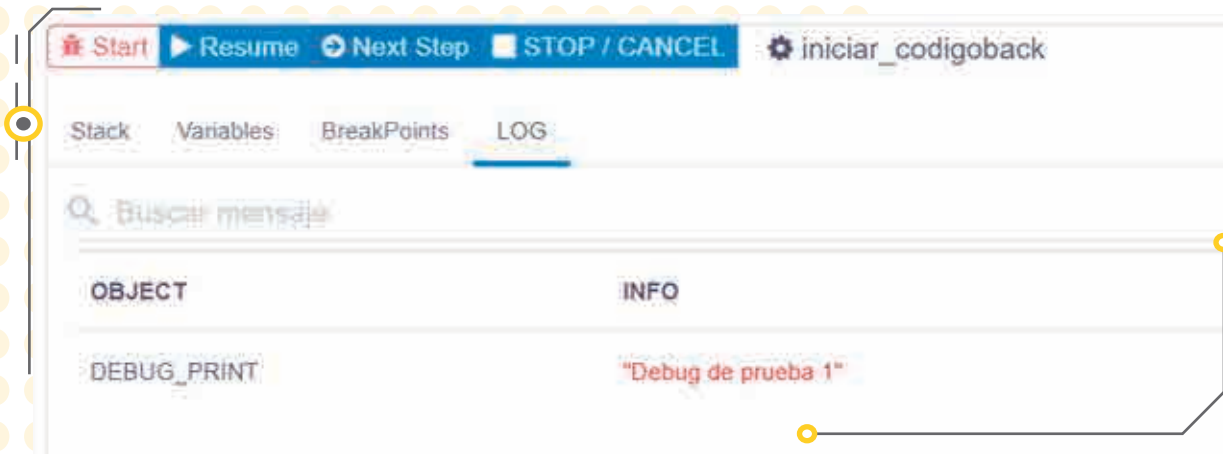 Start Resume Next Step STOP / CANCEL iniciar_codigoback
Stack Variables BreakPoints LOG
Buscar mensaje
OBJECT INFO
DEBUG_PRINT "Debug de prueba 1"